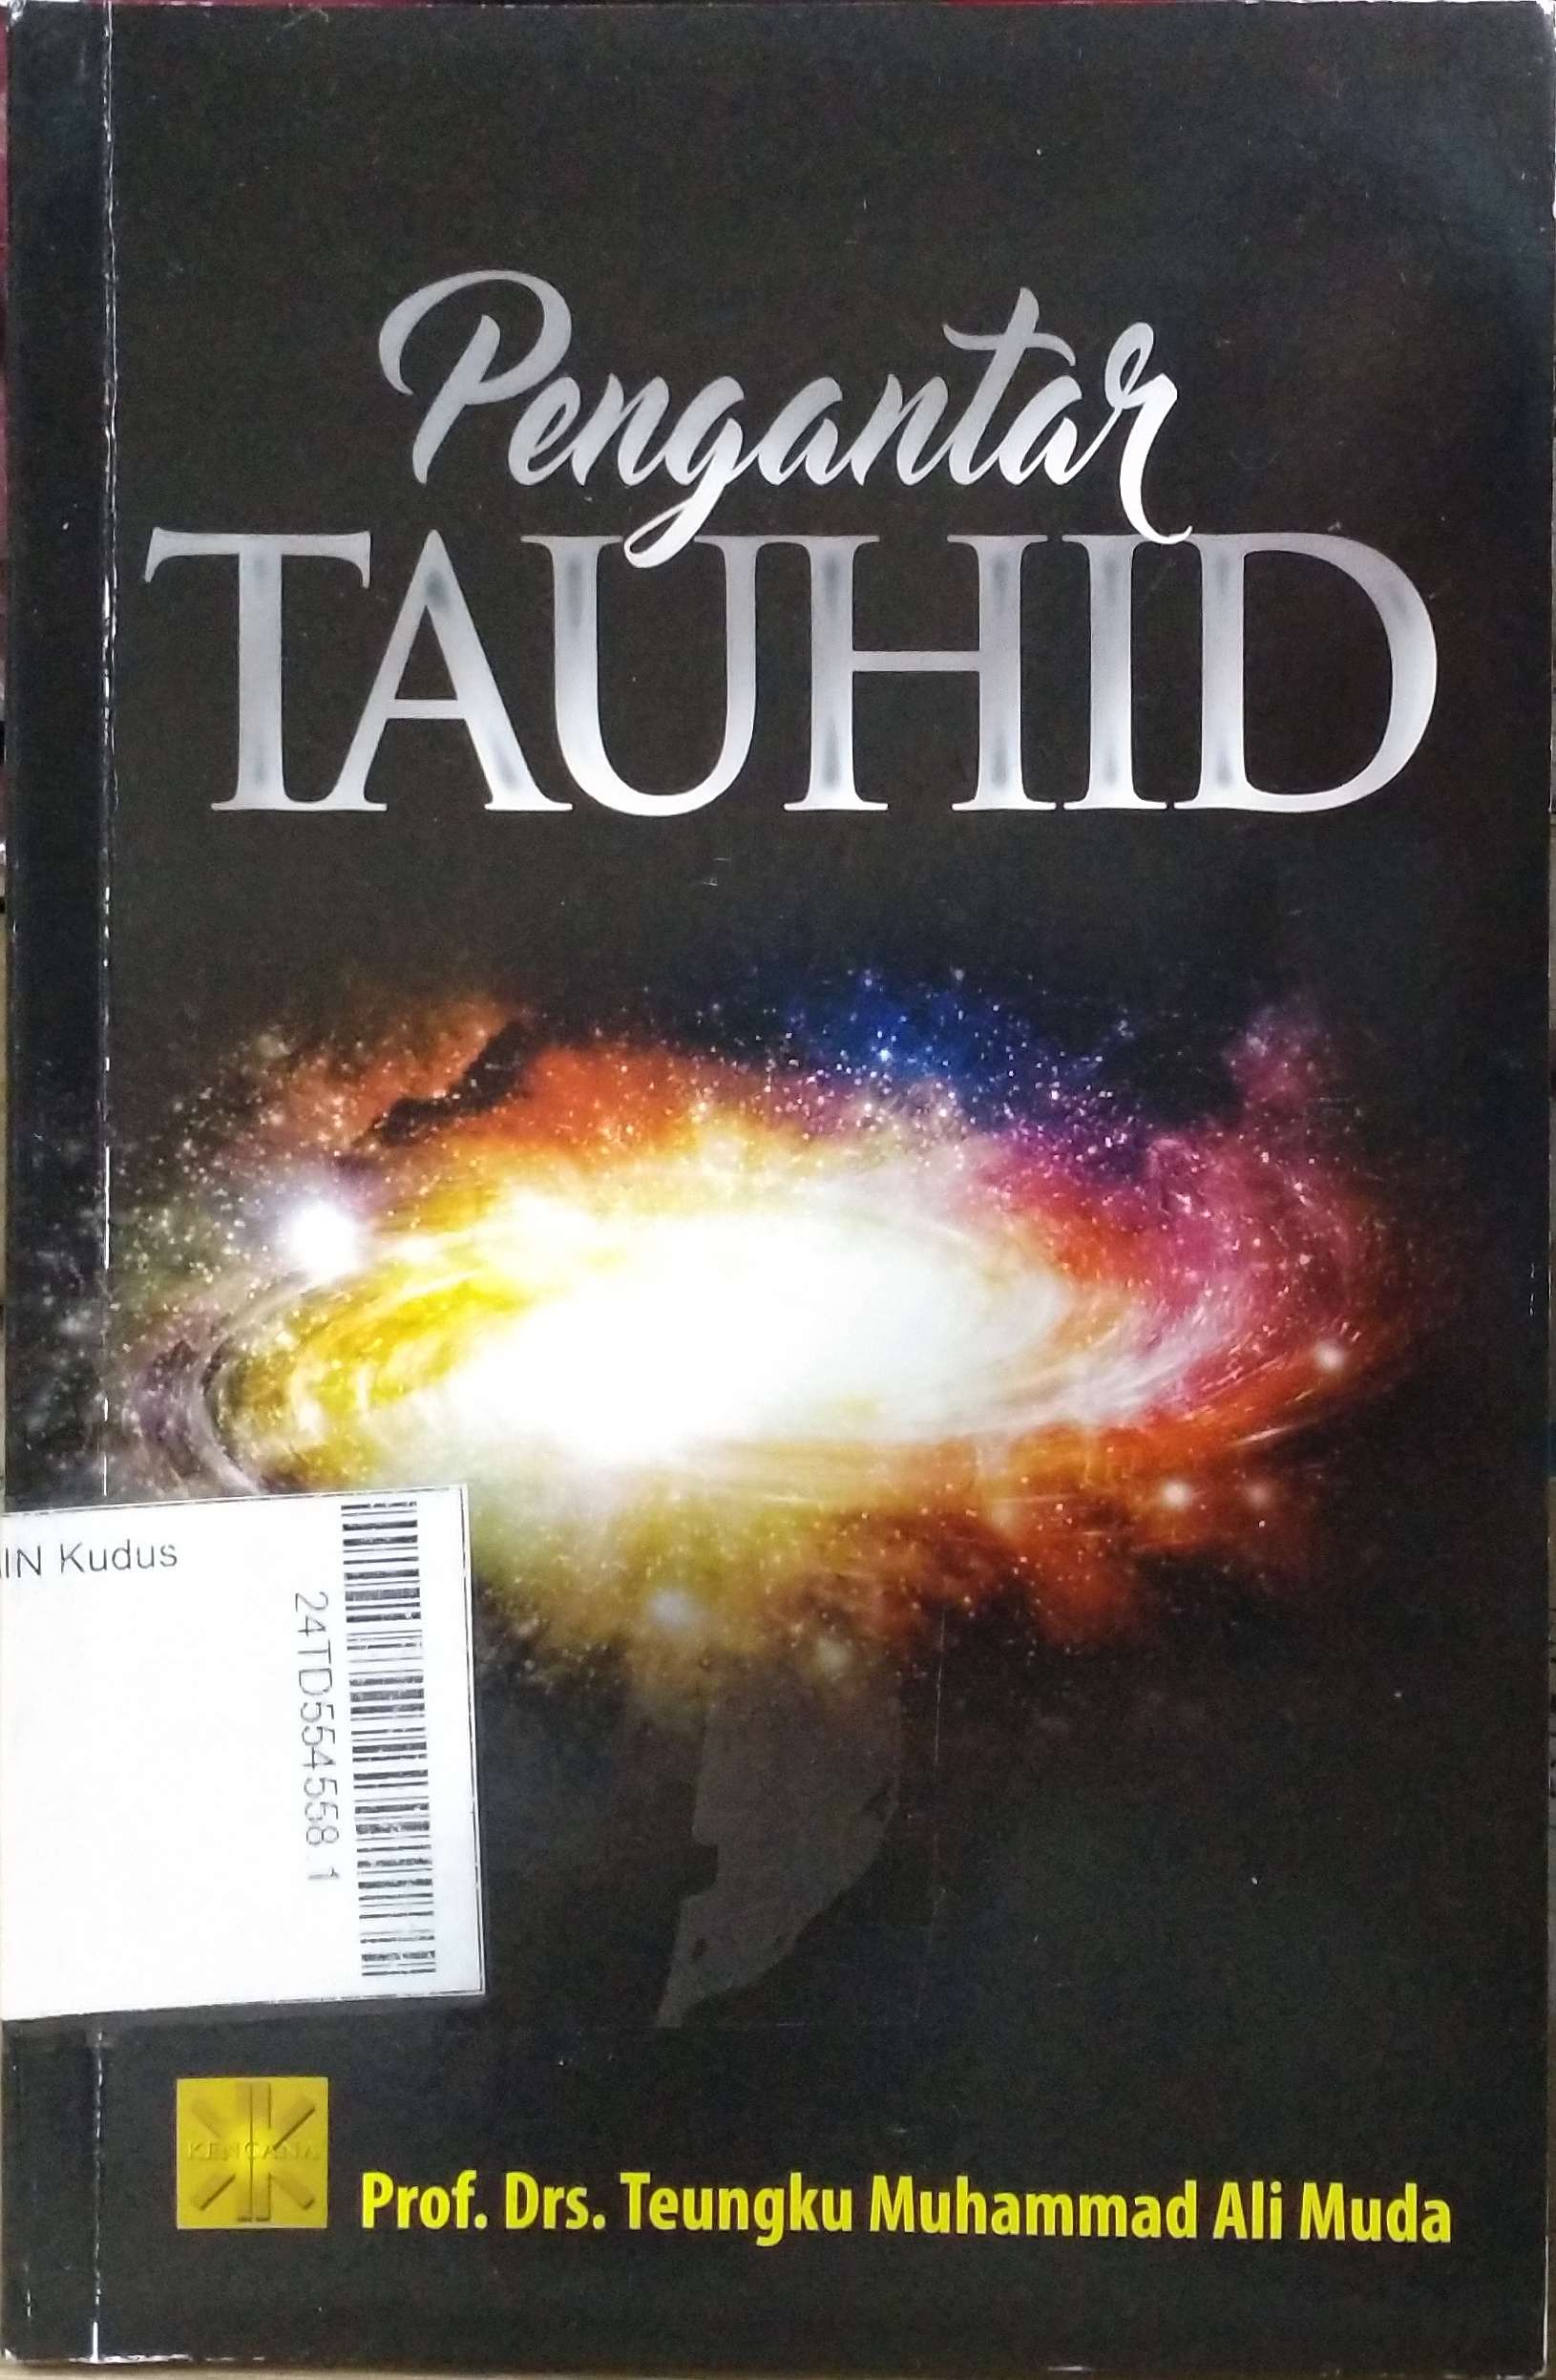 Pengantar
TAUHID
IN Kudus
24TD554558.1
KENCANA
Prof. Drs. Teungku Muhammad Ali Muda